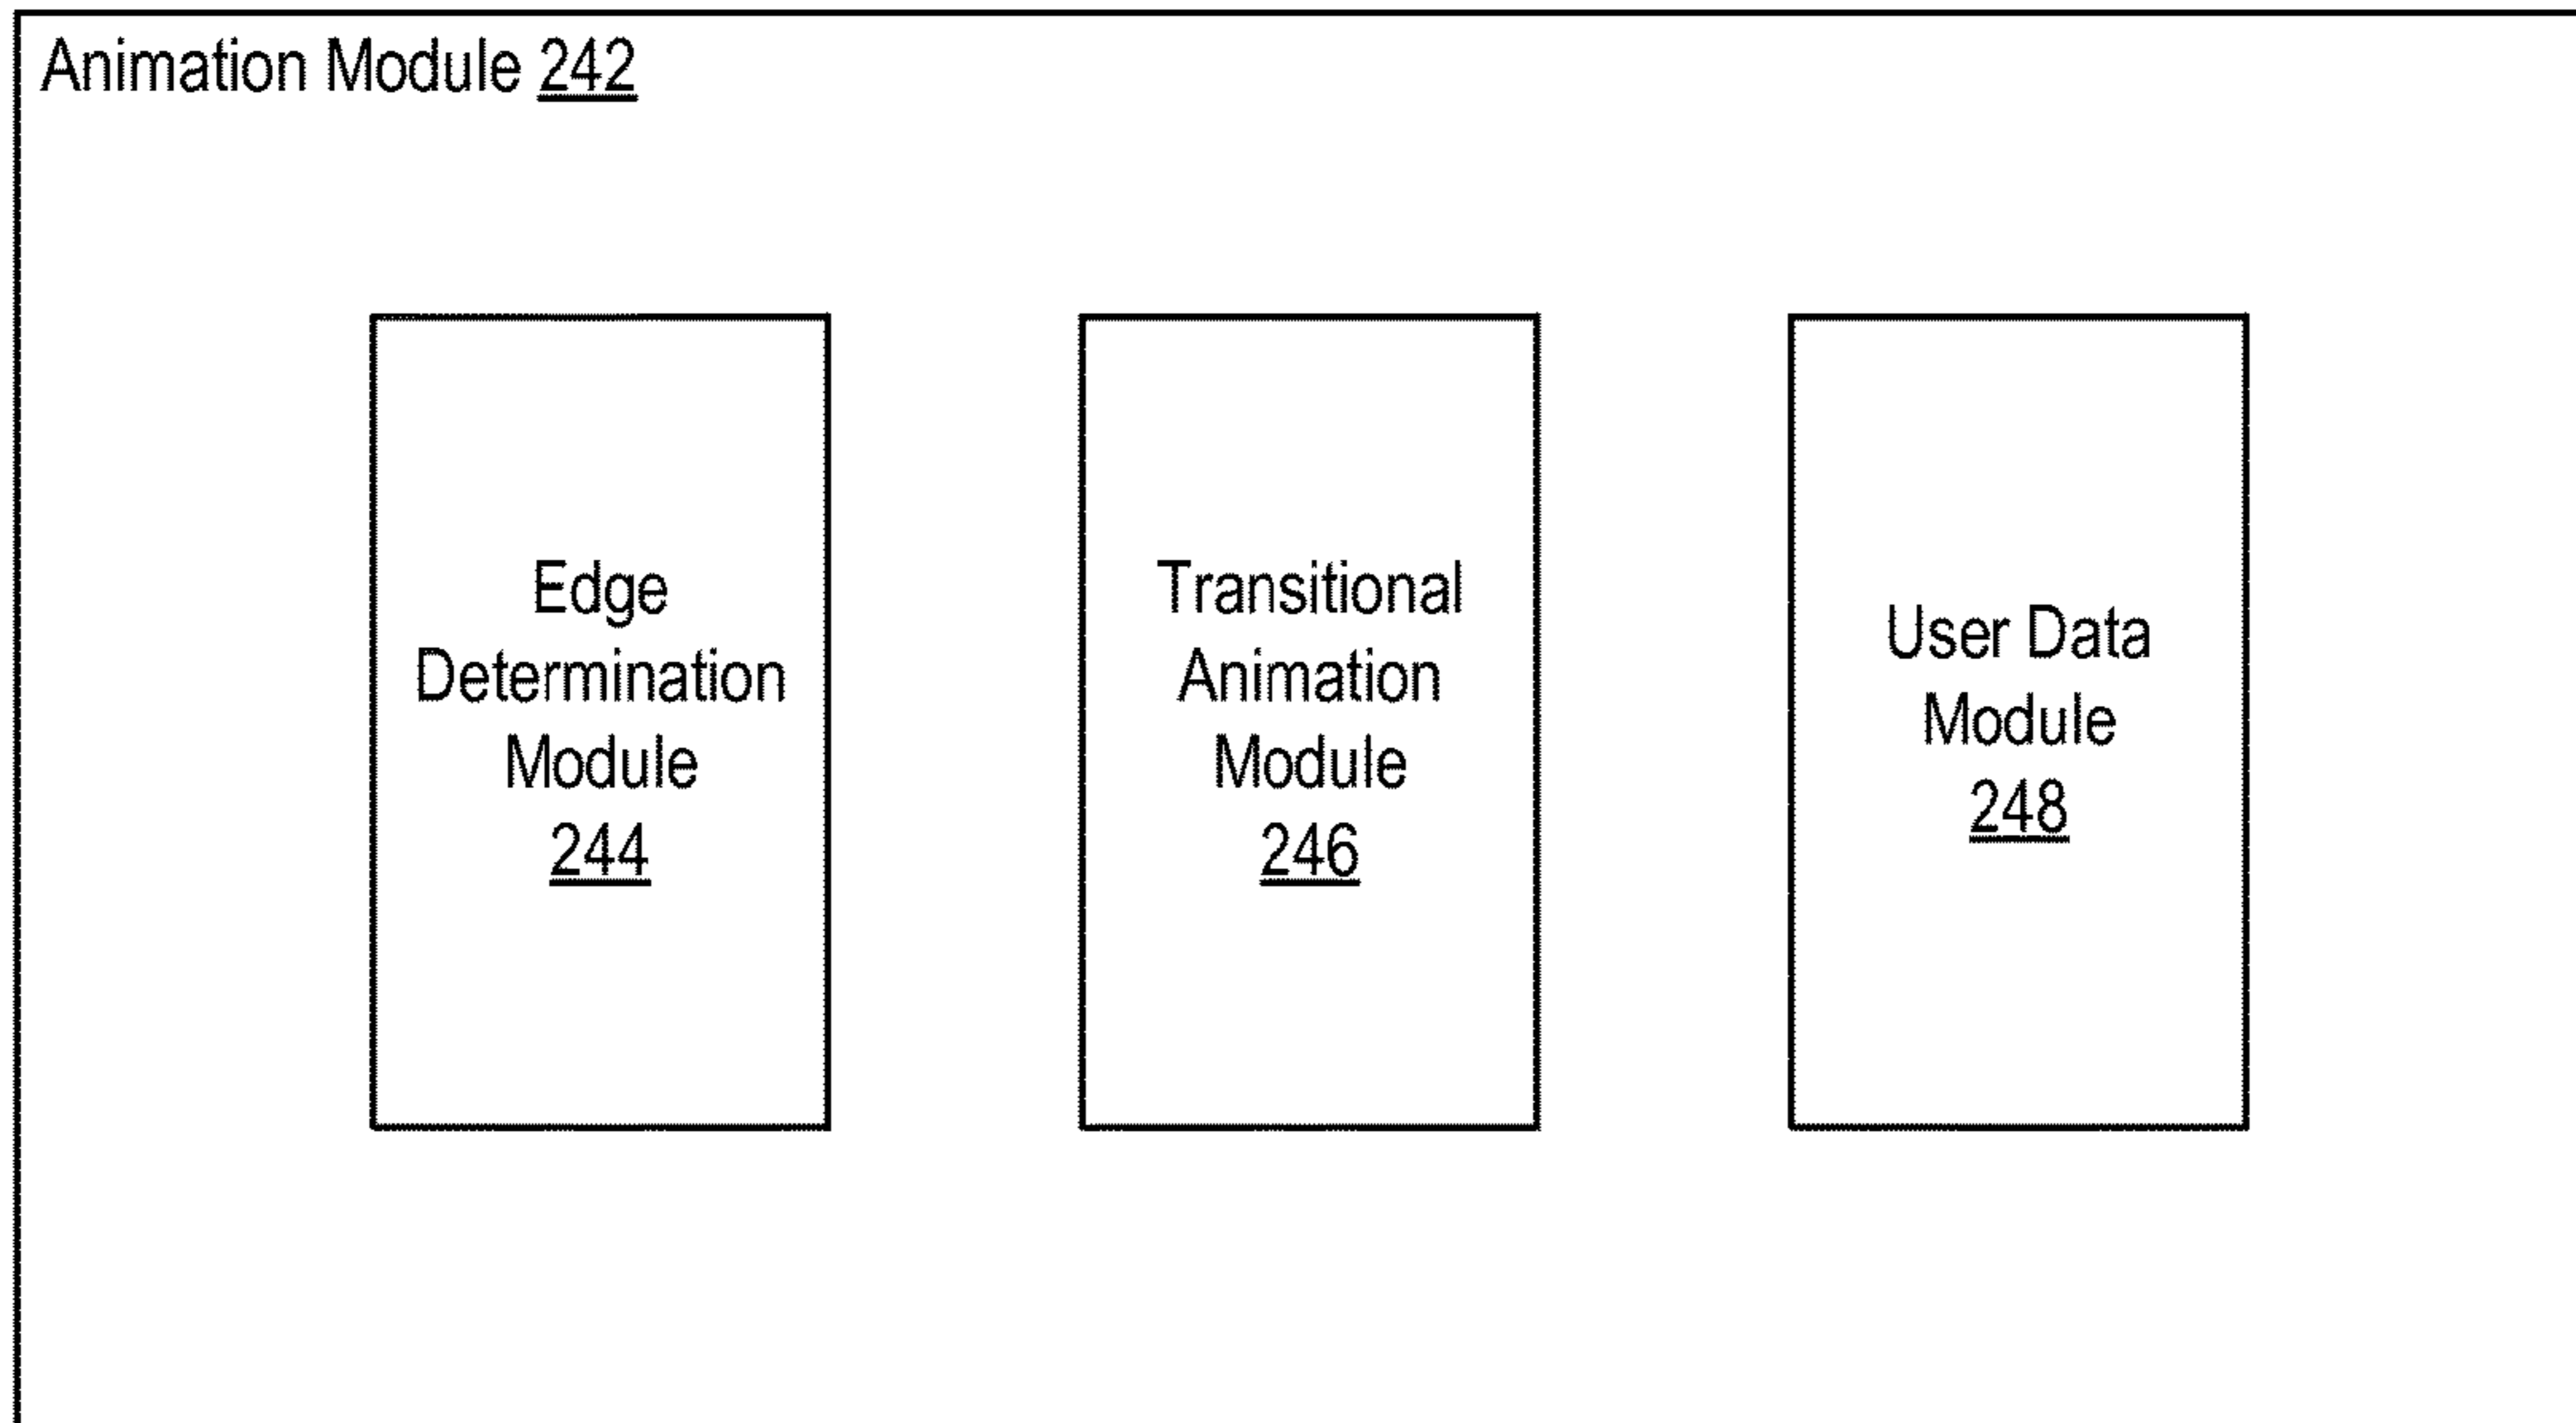 Animation Module 242
Edge
Determination
Module
244
Transitional
Animation
Module
246
User Data
Module
248